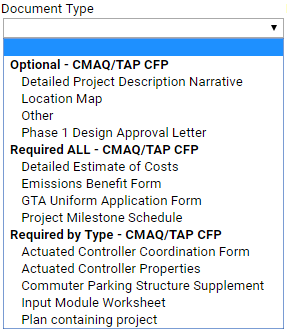 Document Type
Optional - CMAQ/TAP CFP
Detailed Project Description Narrative
Location Map
Other
Phase 1 Design Approval Letter
Required ALL - CMAQ/TAP CFP
Detailed Estimate of Costs
Emissions Benefit Form
GTA Uniform Application Form
Project Milestone Schedule
Required by Type - CMAQ/TAP CFP
Actuated Controller Coordination Form
Actuated Controller Properties
Commuter Parking Structure Supplement
Input Module Worksheet
Plan containing project